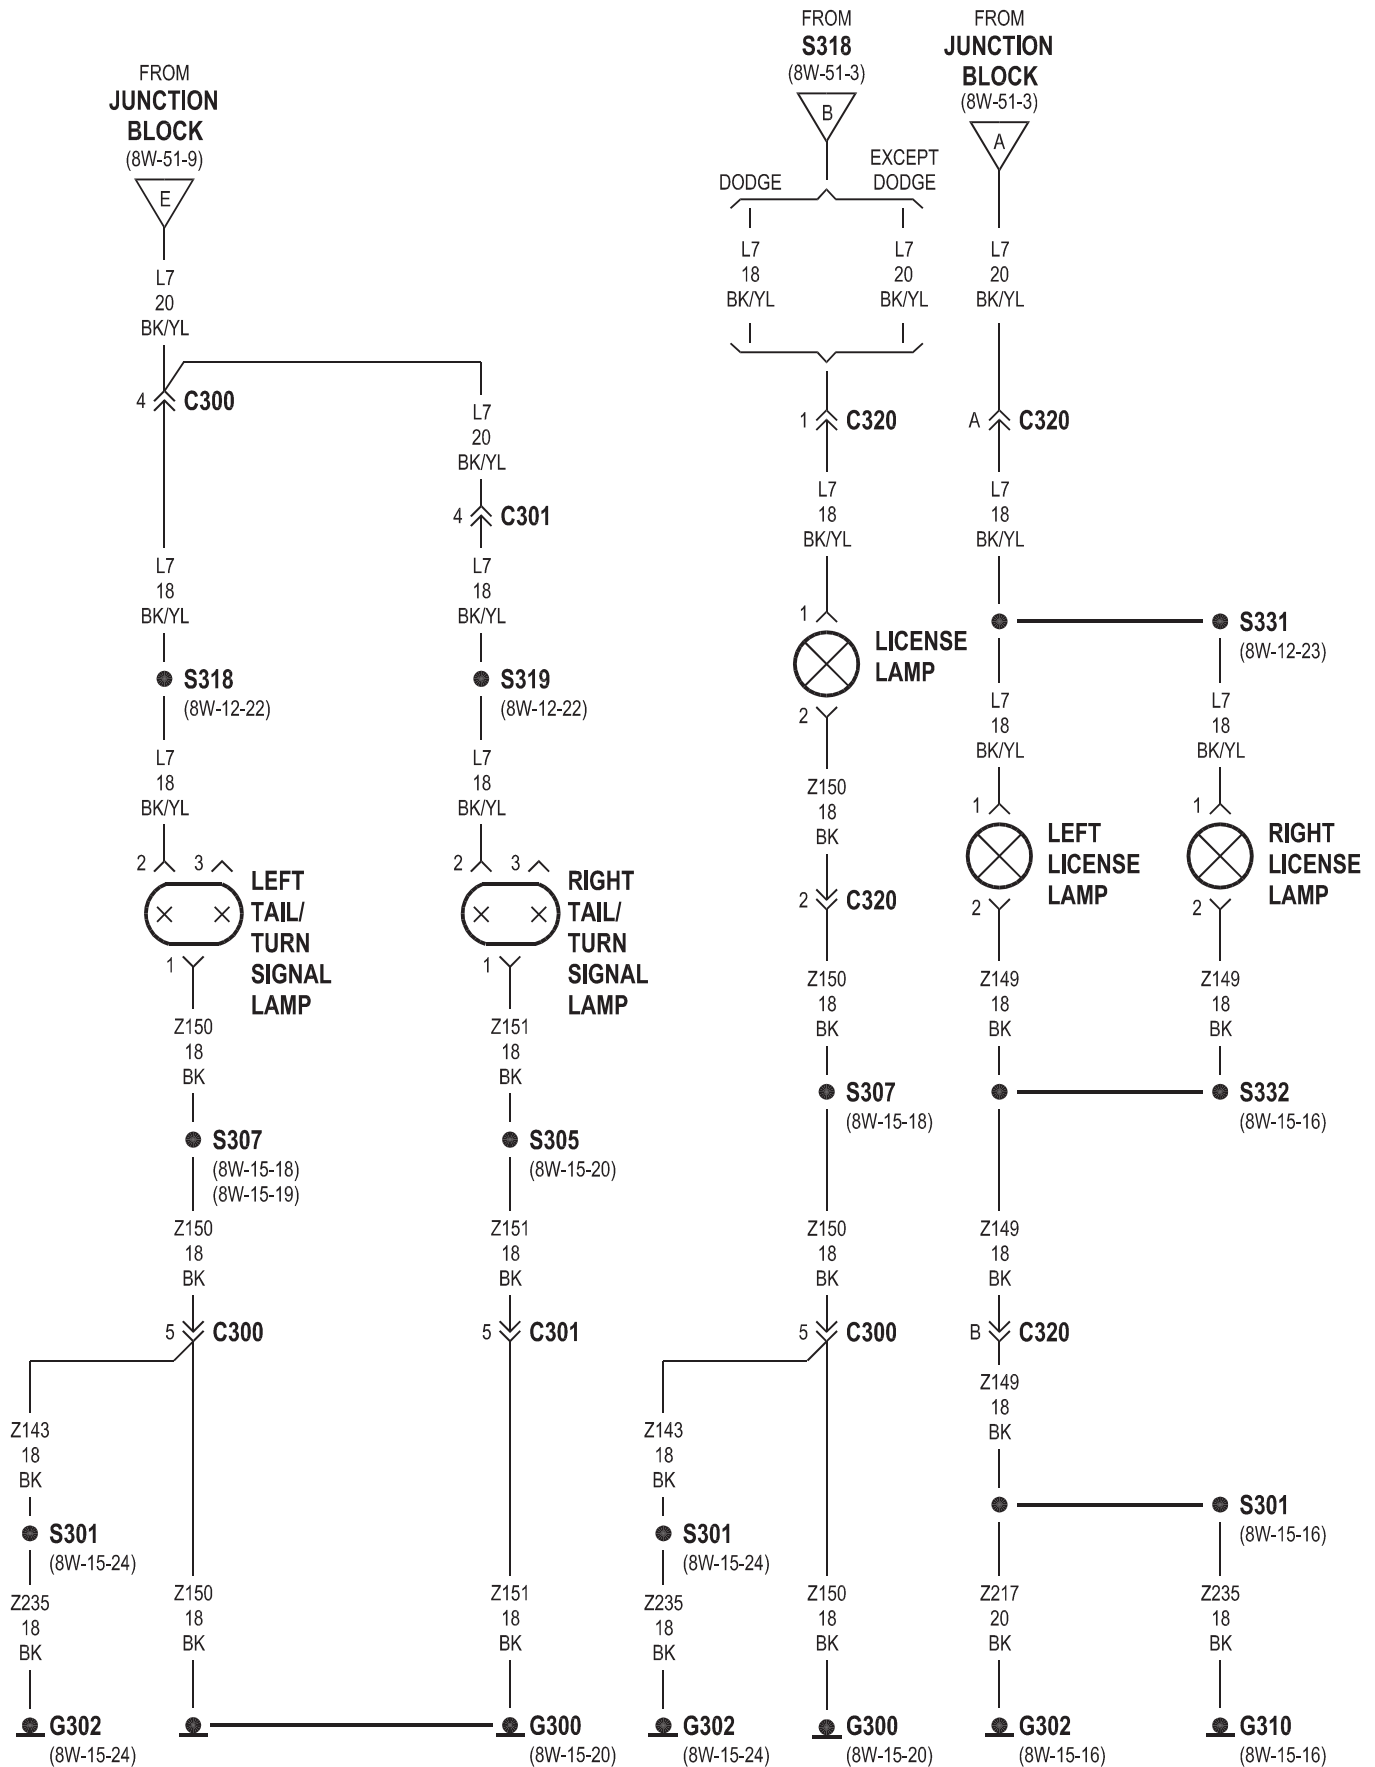 FROM
JUNCTION
BLOCK
(8W-51-9)
E
L7
20
BK/YL
4
C300
L7
20
BK/YL
4
C301
L7
18
BK/YL
S318
(8W-12-22)
L7
18
BK/YL
2
3
LEFT
TAIL/
TURN
SIGNAL
LAMP
1
Z150
18
BK
S307
(8W-15-18)
(8W-15-19)
Z150
18
BK
5
C300
Z143
18
BK
S301
(8W-15-24)
Z235
18
BK
G302
(8W-15-24)
Z150
18
BK
L7
18
BK/YL
S319
(8W-12-22)
L7
18
BK/YL
2
3
RIGHT
TAIL/
TURN
SIGNAL
LAMP
1
Z151
18
BK
S305
(8W-15-20)
Z151
18
BK
5
C301
Z151
18
BK
G300
(8W-15-20)
FROM
S318
(8W-51-3)
B
DODGE
EXCEPT
DODGE
L7
18
BK/YL
L7
20
BK/YL
1
C320
L7
18
BK/YL
1
LICENSE
LAMP
2
Z150
18
BK
2
C320
Z150
18
BK
S307
(8W-15-18)
Z150
18
BK
5
C300
Z143
18
BK
S301
(8W-15-24)
Z235
18
BK
G302
(8W-15-24)
Z150
18
BK
G300
(8W-15-20)
FROM
JUNCTION
BLOCK
(8W-51-3)
A
L7
20
BK/YL
A
C320
L7
18
BK/YL
S331
(8W-12-23)
L7
18
BK/YL
L7
18
BK/YL
1
LEFT
LICENSE
LAMP
2
1
RIGHT
LICENSE
LAMP
2
Z149
18
BK
Z149
18
BK
S332
(8W-15-16)
Z149
18
BK
B
C320
Z149
18
BK
S301
(8W-15-16)
Z217
20
BK
Z235
18
BK
G302
(8W-15-16)
G310
(8W-15-16)